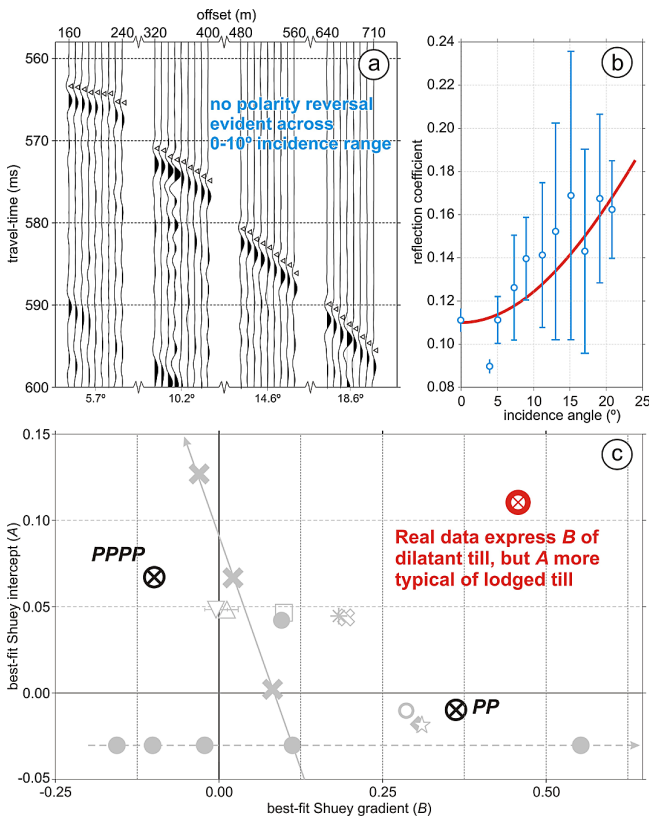 offset (m)
160 240 320 400 480 560 640 710
a
560
570
580
590
600
travel-time (ms)
no polarity reversal
evident across
0-10º incidence range
5.7º 10.2º 14.6º 18.6º
b
0.24
0.22
0.20
0.18
0.16
0.14
0.12
0.10
0.08
reflection coefficient
0 5 10 15 20 25
incidence angle (º)
c
0.15
0.10
0.05
0.00
-0.05
best-fit Shuey intercept (A)
PPPP
Real data express B of
dilatant till, but A more
typical of lodged till
PP
-0.25 0.00 0.25 0.50
best-fit Shuey gradient (B)